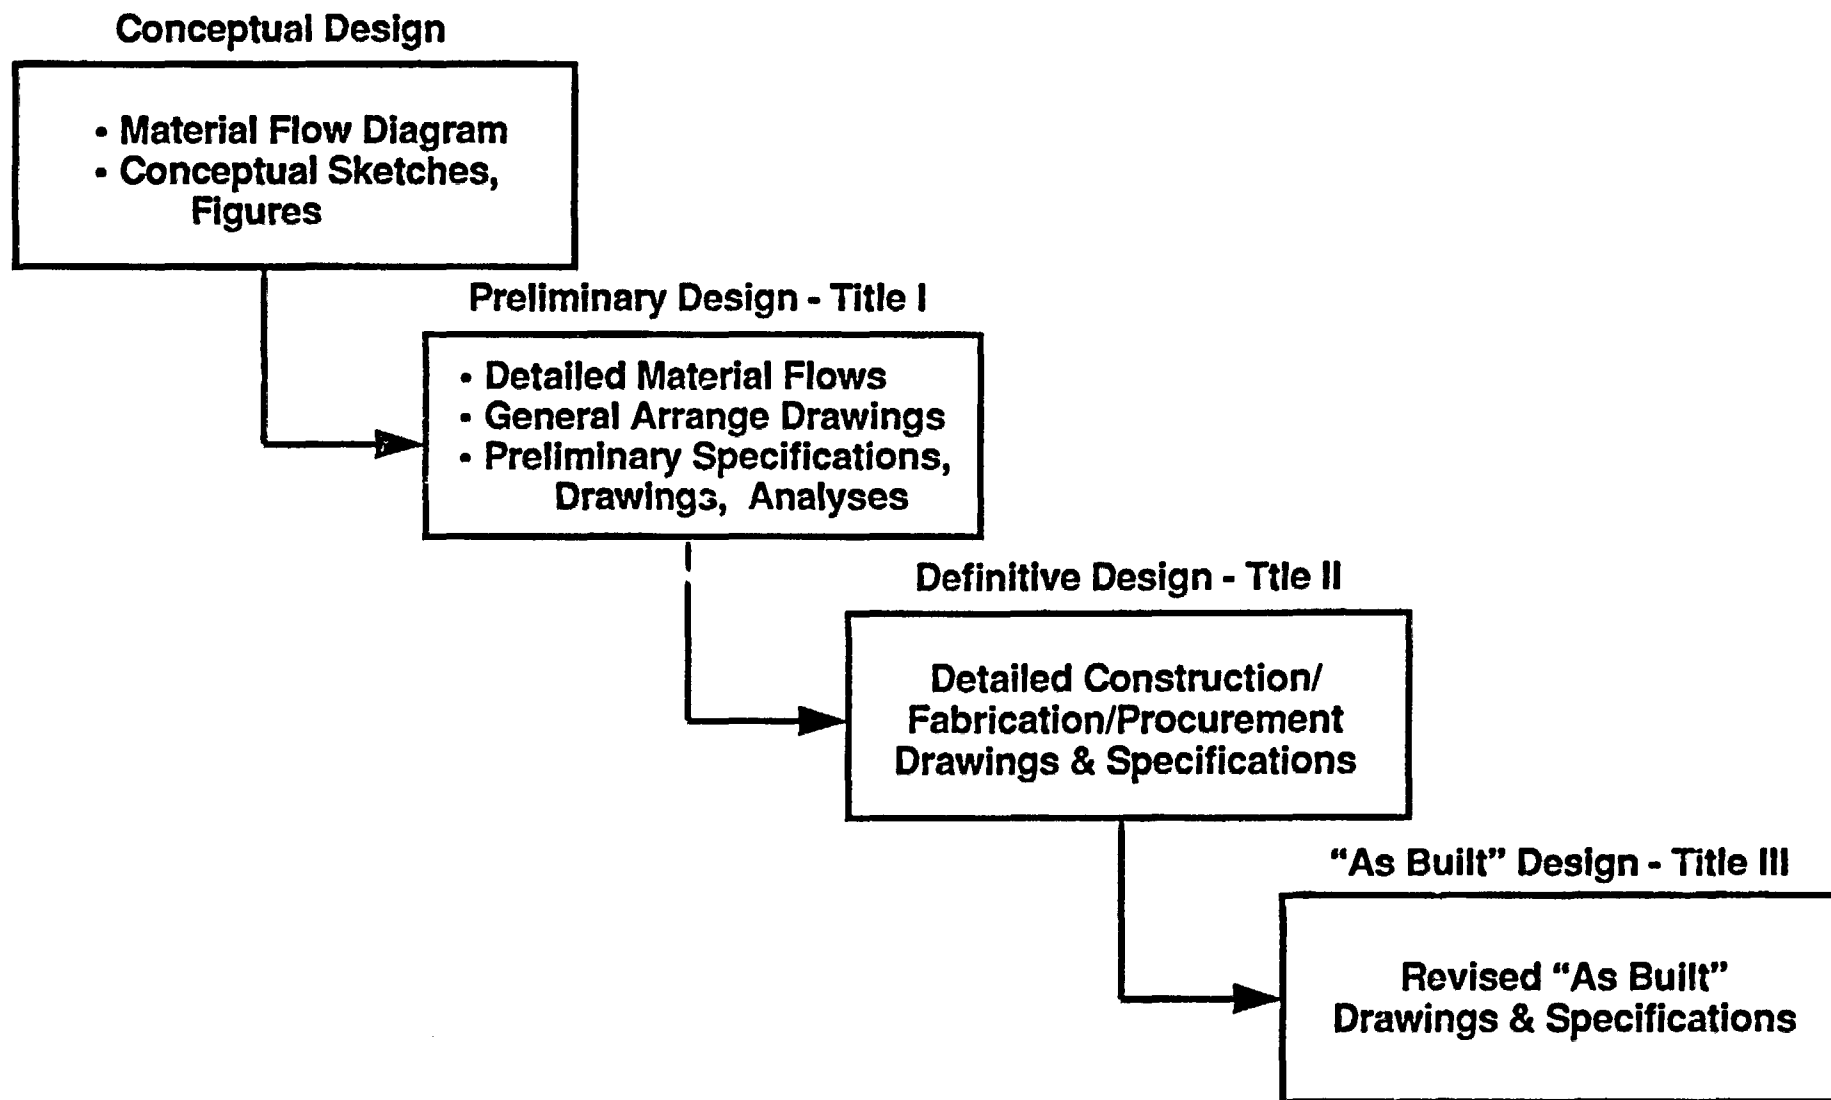 Conceptual Design
• Material Flow Diagram
• Conceptual Sketches,
Figures
Preliminary Design - Title I
• Detailed Material Flows
• General Arrange Drawings
• Preliminary Specifications,
Drawings, Analyses
Definitive Design - Ttle II
Detailed Construction/
Fabrication/Procurement
Drawings & Specifications
“As Built” Design - Title III
Revised “As Built”
Drawings & Specifications